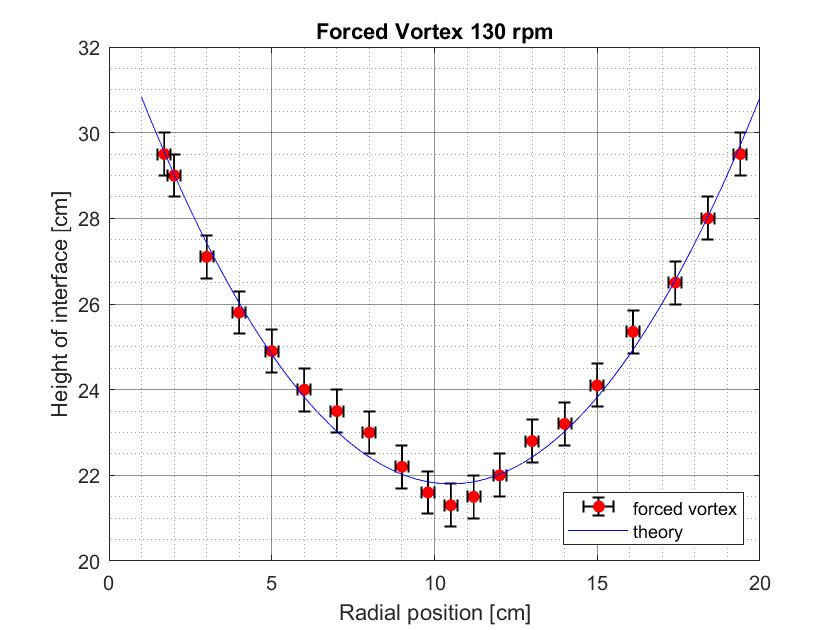 Forced Vortex 130 rpm
Height of interface [cm]
32
30
28
26
24
22
20
0 5 10 15 20
Radial position [cm]
forced vortex
theory